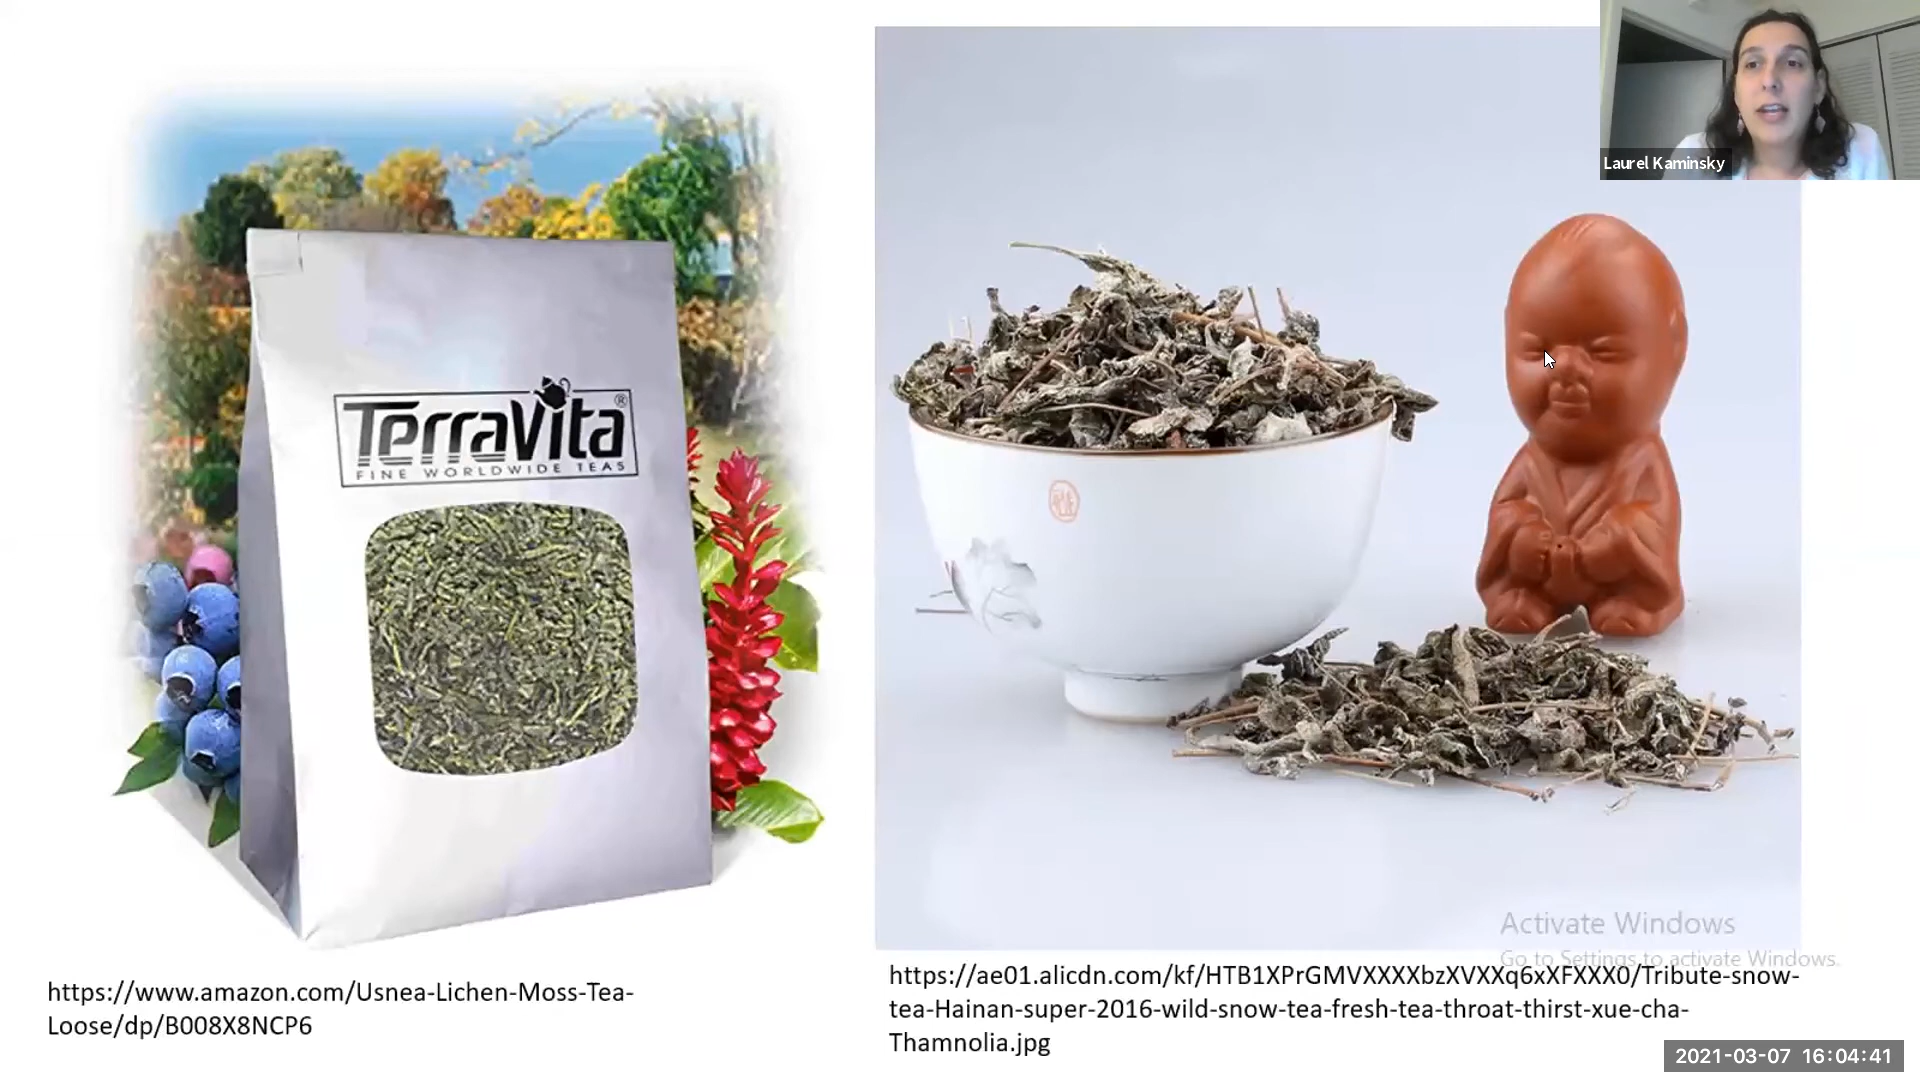 Laurel Kaminsky
TerraVita®
FINE WORLDWIDE TEAS
Activate Windows
Go to Settings to activate Windows.
https://www.amazon.com/Usnea-Lichen-Moss-Tea-
Loose/dp/B008X8NCP6
https://ae01.alicdn.com/kf/HTB1XPrGMVXXXXbzXVXXq6xXFXXX0/Tribute-snow-
tea-Hainan-super-2016-wild-snow-tea-fresh-tea-throat-thirst-xue-cha-
Thamnolia.jpg
2021-03-07 16:04:41